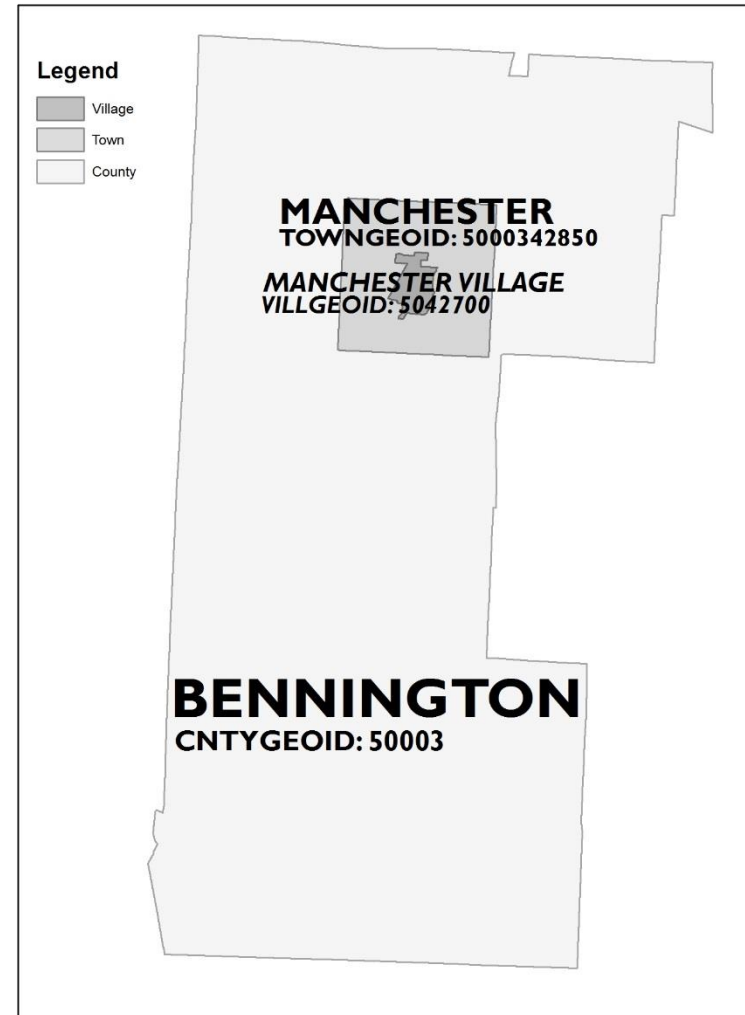 Legend
Village
Town
County
MANCHESTER
TOWNGEOID: 5000342850
MANCHESTER VILLAGE
VILLGEOID: 5042700
BENNINGTON
CNTYGEOID: 50003